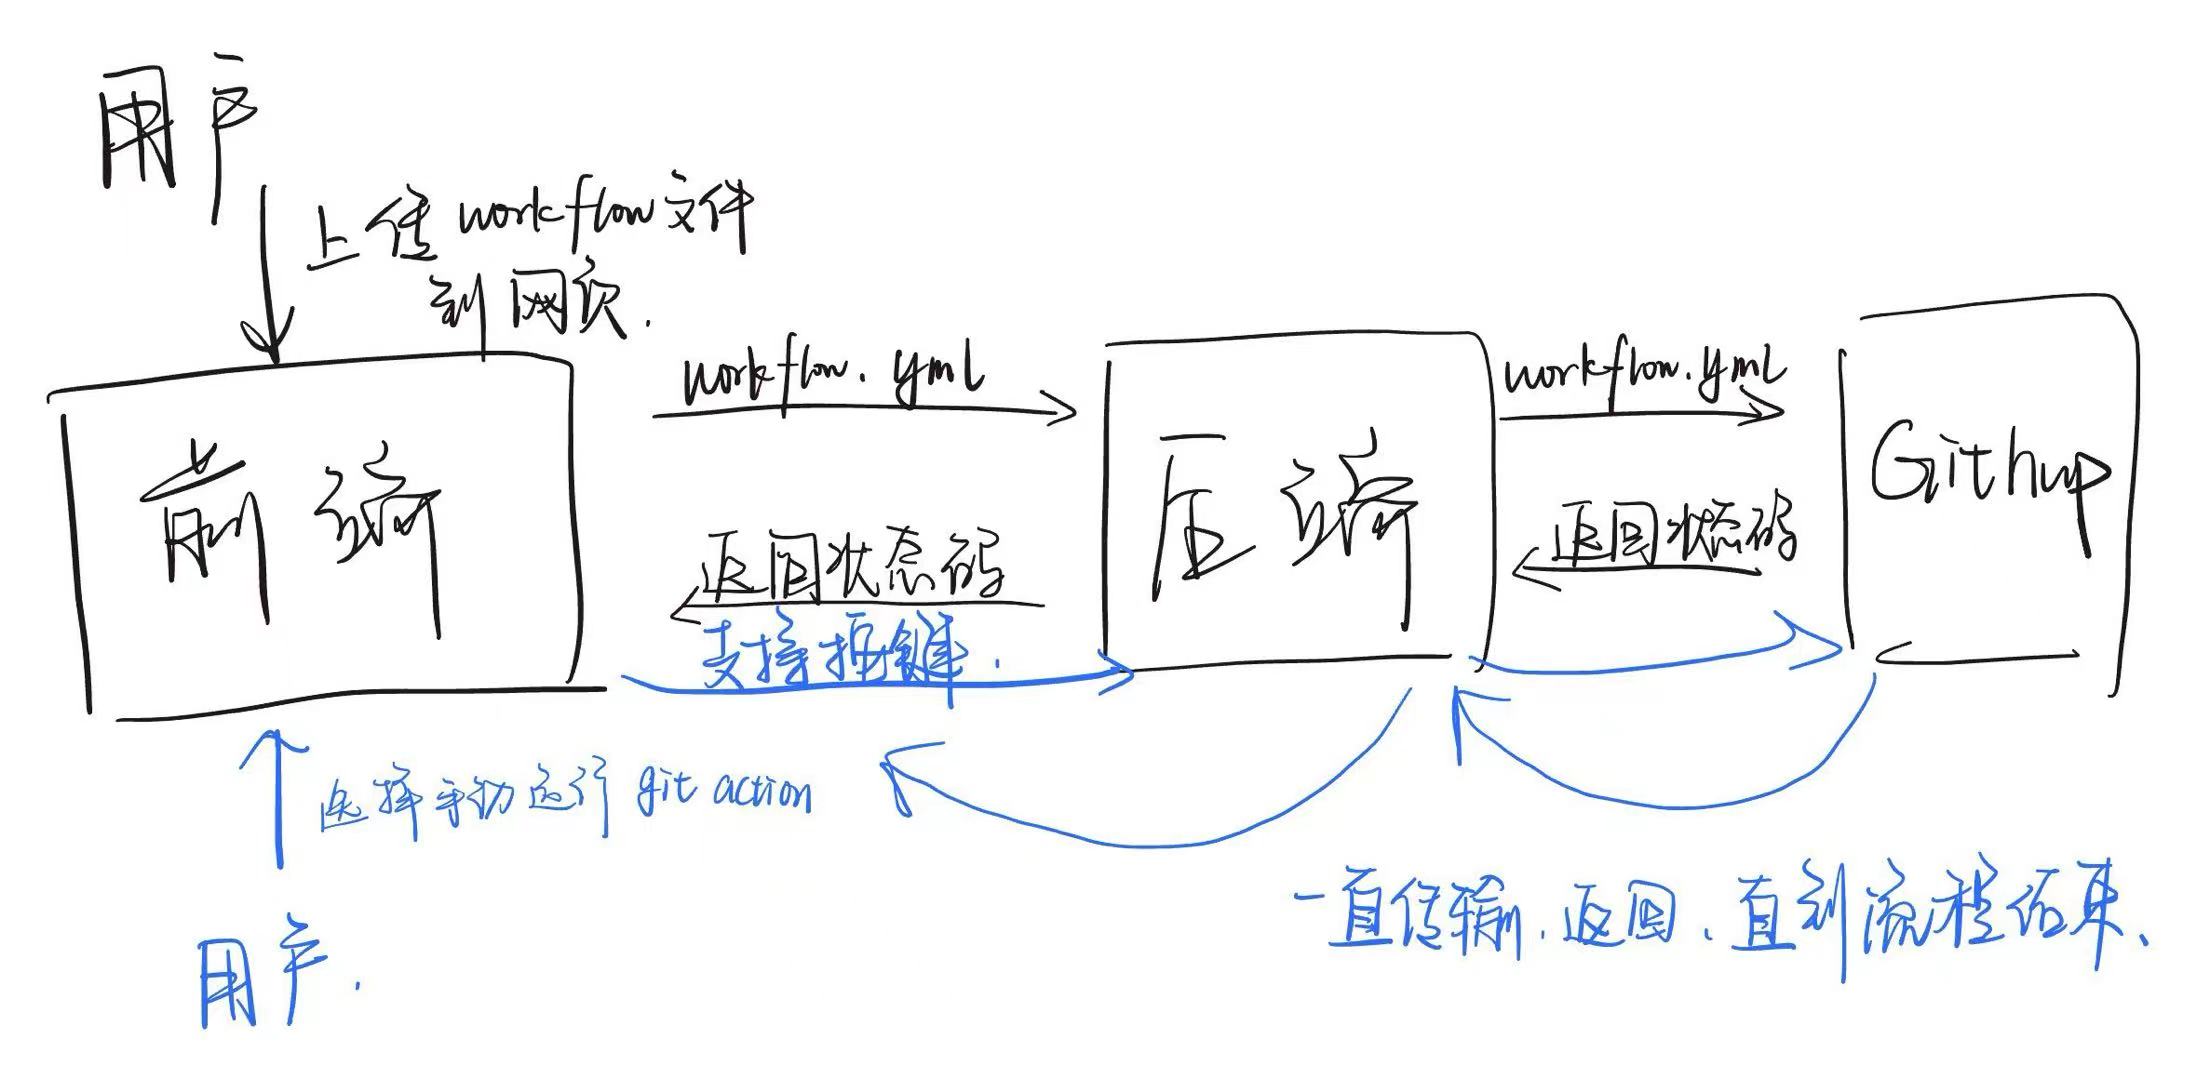 用户
上传workflow文件
到网页.
workflow.yml
workflow.yml
前端
后端
Githup
返回状态码
返回状态码
支持按键.
选择手动运行 git action
一直传输.返回.直到流程结束、
用户.